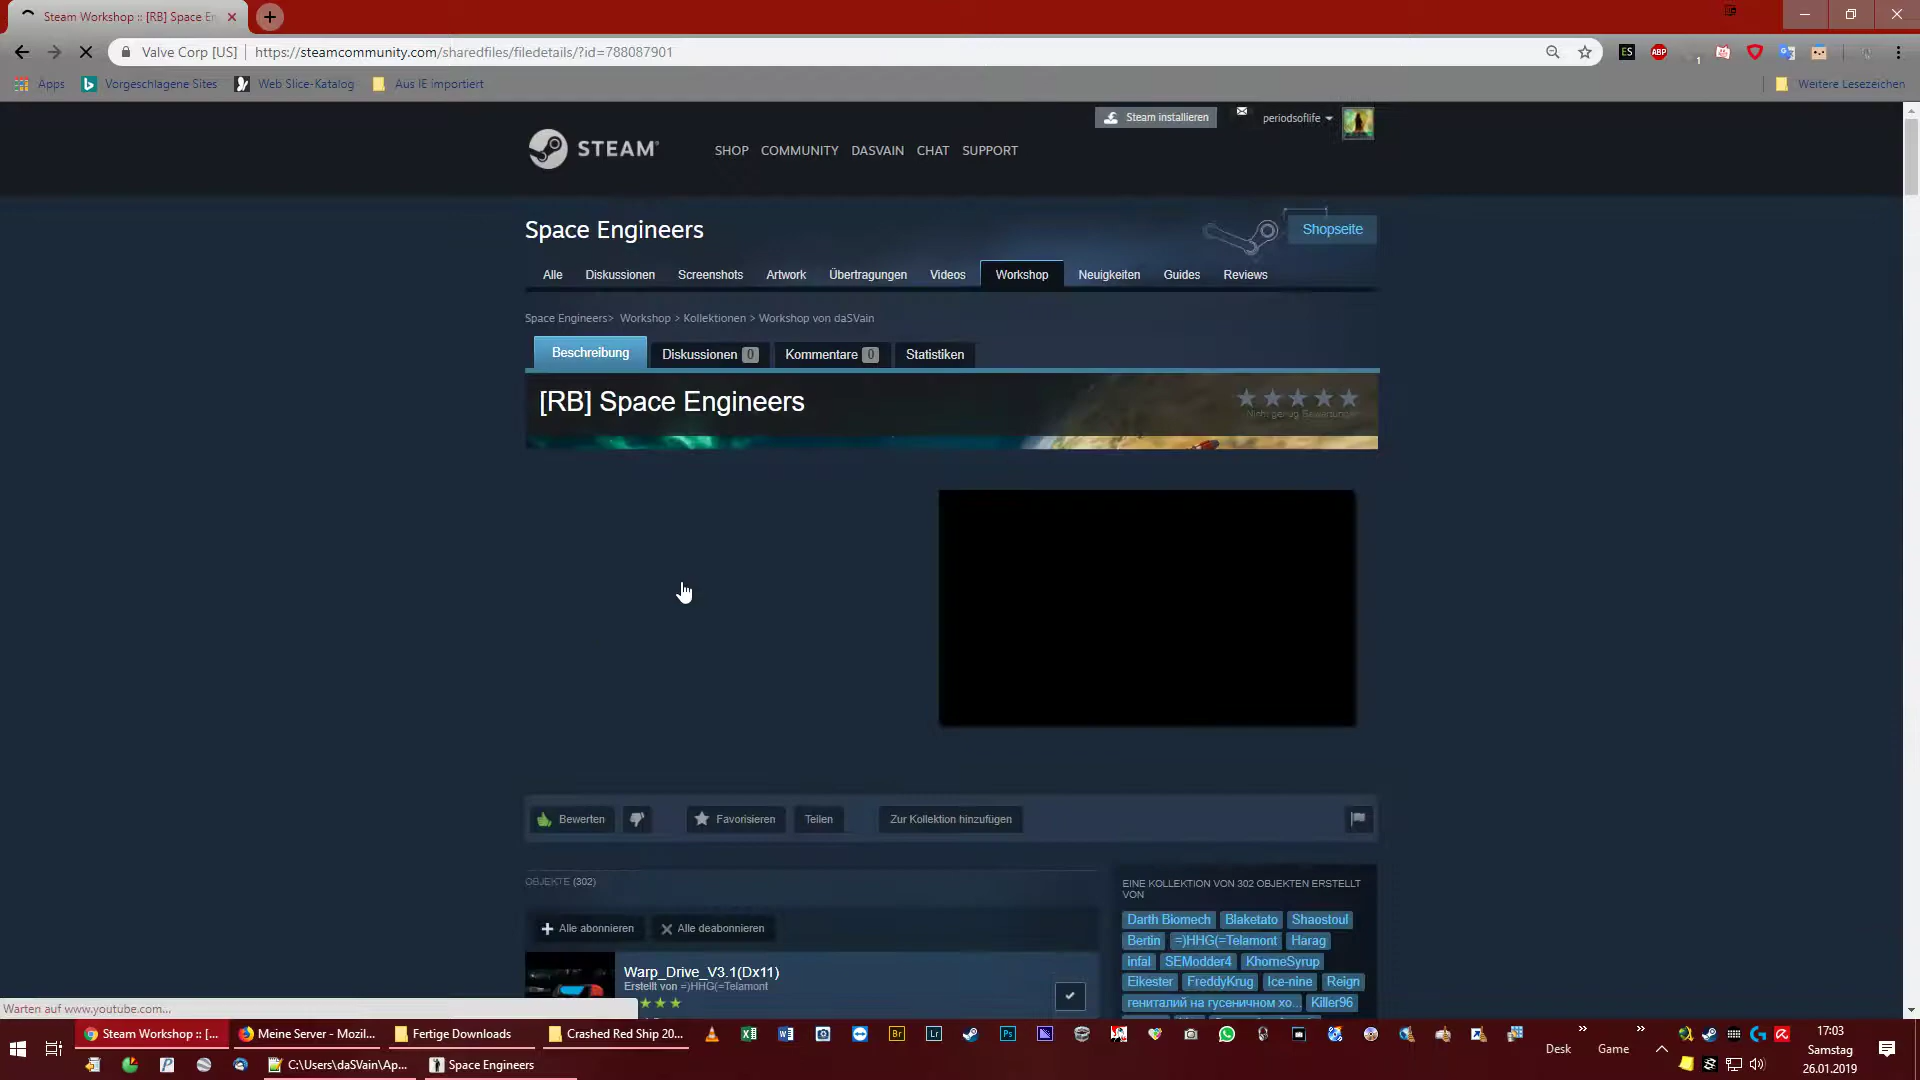 Steam Workshop :: [RB] Space En
Valve Corp [US] https://steamcommunity.com/sharedfiles/filedetails/?id=788087901
ES
ABP
1
Apps
Vorgeschlagene Sites
Web Slice-Katalog
Aus IE importiert
Weitere Lesezeichen
Steam installieren
periodsoflife
STEAM
SHOP COMMUNITY DASVAIN CHAT SUPPORT
Space Engineers
Shopseite
Alle Diskussionen Screenshots Artwork Übertragungen Videos Workshop Neuigkeiten Guides Reviews
Space Engineers> Workshop > Kollektionen > Workshop von daSVain
Beschreibung Diskussionen 0 Kommentare 0 Statistiken
[RB] Space Engineers
Bewerten Favorisieren Teilen Zur Kollektion hinzufügen
OBJEKTE (302)
Alle abonnieren Alle deabonnieren
Warp_Drive_V3.1(Dx11)
Erstellt von =)HHG(=Telamont
EINE KOLLEKTION VON 302 OBJEKTEN ERSTELLT
VON
Darth Biomech Blaketato Shaostoul
Bertin =)HHG(=Telamont Harag
infal SEModder4 KhomeSyrup
Eikester FreddyKrug Ice-nine Reign
гениталий на гусеничном хо... Killer96
Warten auf www.youtube.com...
Steam Workshop :: [...
Meine Server - Mozil...
Fertige Downloads
Crashed Red Ship 20...
Br
Lr
Ps
Desk
Game
17:03
Samstag
26.01.2019
C:\Users\daSVain\Ap...
Space Engineers